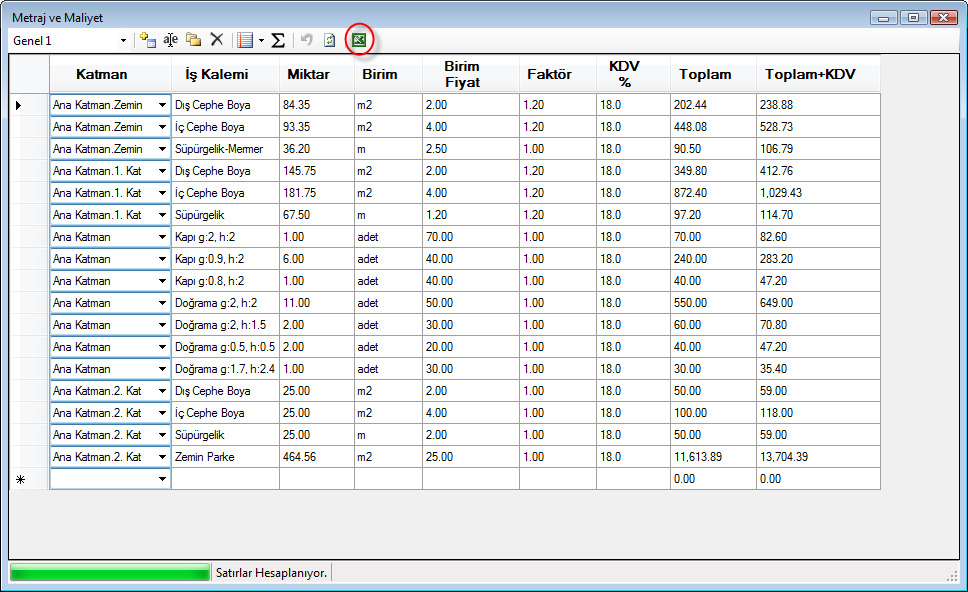 Metraj ve Maliyet
Genel 1
Katman İş Kalemi Miktar Birim Birim Fiyat Faktör KDV % Toplam Toplam+KDV
Ana Katman.Zemin Dış Cephe Boya 84.35 m2 2.00 1.20 18.0 202.44 238.88
Ana Katman.Zemin İç Cephe Boya 93.35 m2 4.00 1.20 18.0 448.08 528.73
Ana Katman.Zemin Süpürgelik-Mermer 36.20 m 2.50 1.00 18.0 90.50 106.79
Ana Katman.1. Kat Dış Cephe Boya 145.75 m2 2.00 1.20 18.0 349.80 412.76
Ana Katman.1. Kat İç Cephe Boya 181.75 m2 4.00 1.20 18.0 872.40 1,029.43
Ana Katman.1. Kat Süpürgelik 67.50 m 1.20 1.20 18.0 97.20 114.70
Ana Katman Kapı g:2, h:2 1.00 adet 70.00 1.00 18.0 70.00 82.60
Ana Katman Kapı g:0.9, h:2 6.00 adet 40.00 1.00 18.0 240.00 283.20
Ana Katman Kapı g:0.8, h:2 1.00 adet 40.00 1.00 18.0 40.00 47.20
Ana Katman Doğrama g:2, h:2 11.00 adet 50.00 1.00 18.0 550.00 649.00
Ana Katman Doğrama g:2, h:1.5 2.00 adet 30.00 1.00 18.0 60.00 70.80
Ana Katman Doğrama g:0.5, h:0.5 2.00 adet 20.00 1.00 18.0 40.00 47.20
Ana Katman Doğrama g:1.7, h:2.4 1.00 adet 30.00 1.00 18.0 30.00 35.40
Ana Katman.2. Kat Dış Cephe Boya 25.00 m2 2.00 1.00 18.0 50.00 59.00
Ana Katman.2. Kat İç Cephe Boya 25.00 m2 4.00 1.00 18.0 100.00 118.00
Ana Katman.2. Kat Süpürgelik 25.00 m 2.00 1.00 18.0 50.00 59.00
Ana Katman.2. Kat Zemin Parke 464.56 m2 25.00 1.00 18.0 11,613.89 13,704.39
0.00 0.00
Satırlar Hesaplanıyor.